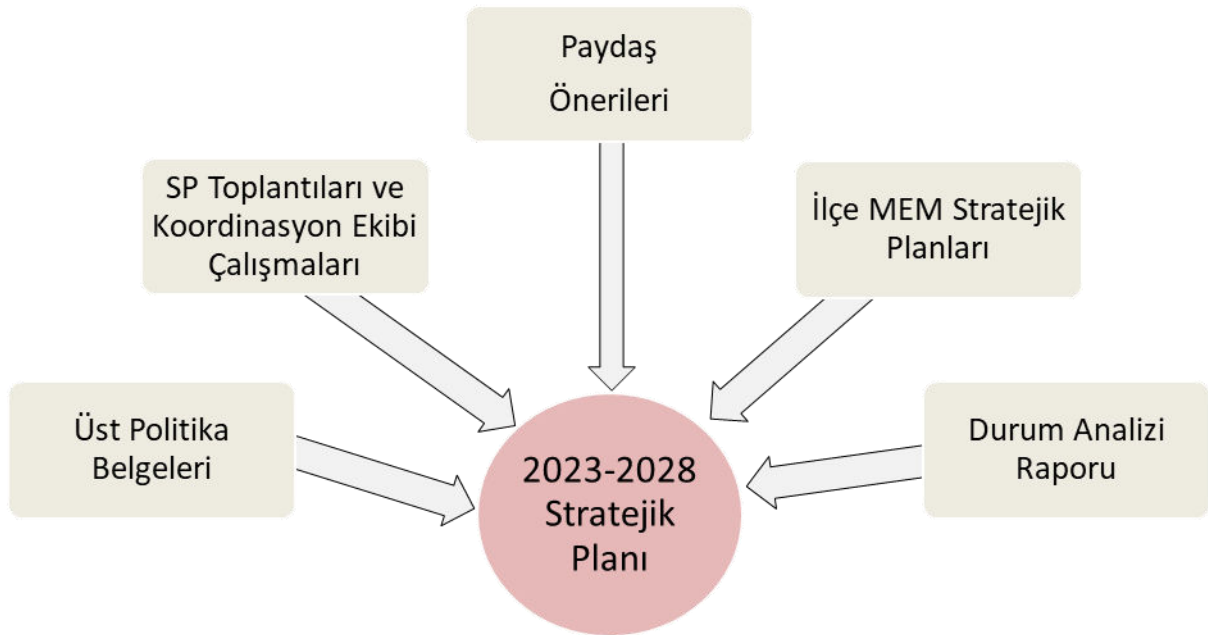 Paydaş
Önerileri
SP Toplantıları ve
Koordinasyon Ekibi
Çalışmaları
İlçe MEM Stratejik
Planları
Üst Politika
Belgeleri
Durum Analizi
Raporu
2023-2028
Stratejik
Planı